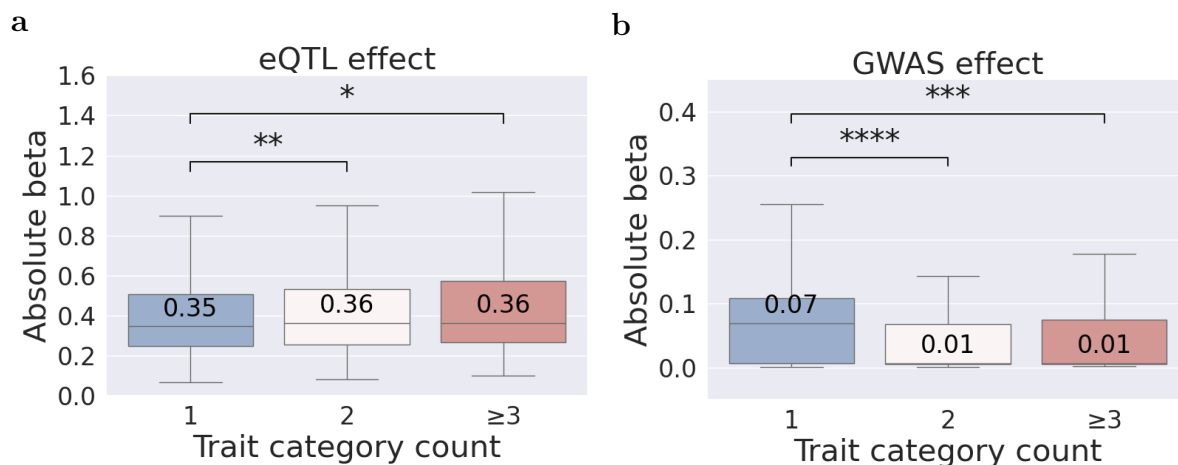 a
eQTL effect
Absolute beta
1.6
1.4
1.2
1.0
0.8
0.6
0.4
0.2
0.0
*
**
0.35
0.36
0.36
1 2 ≥3
Trait category count
b
GWAS effect
Absolute beta
0.4
0.3
0.2
0.1
0.0
***
****
0.07
0.01
0.01
1 2 ≥3
Trait category count